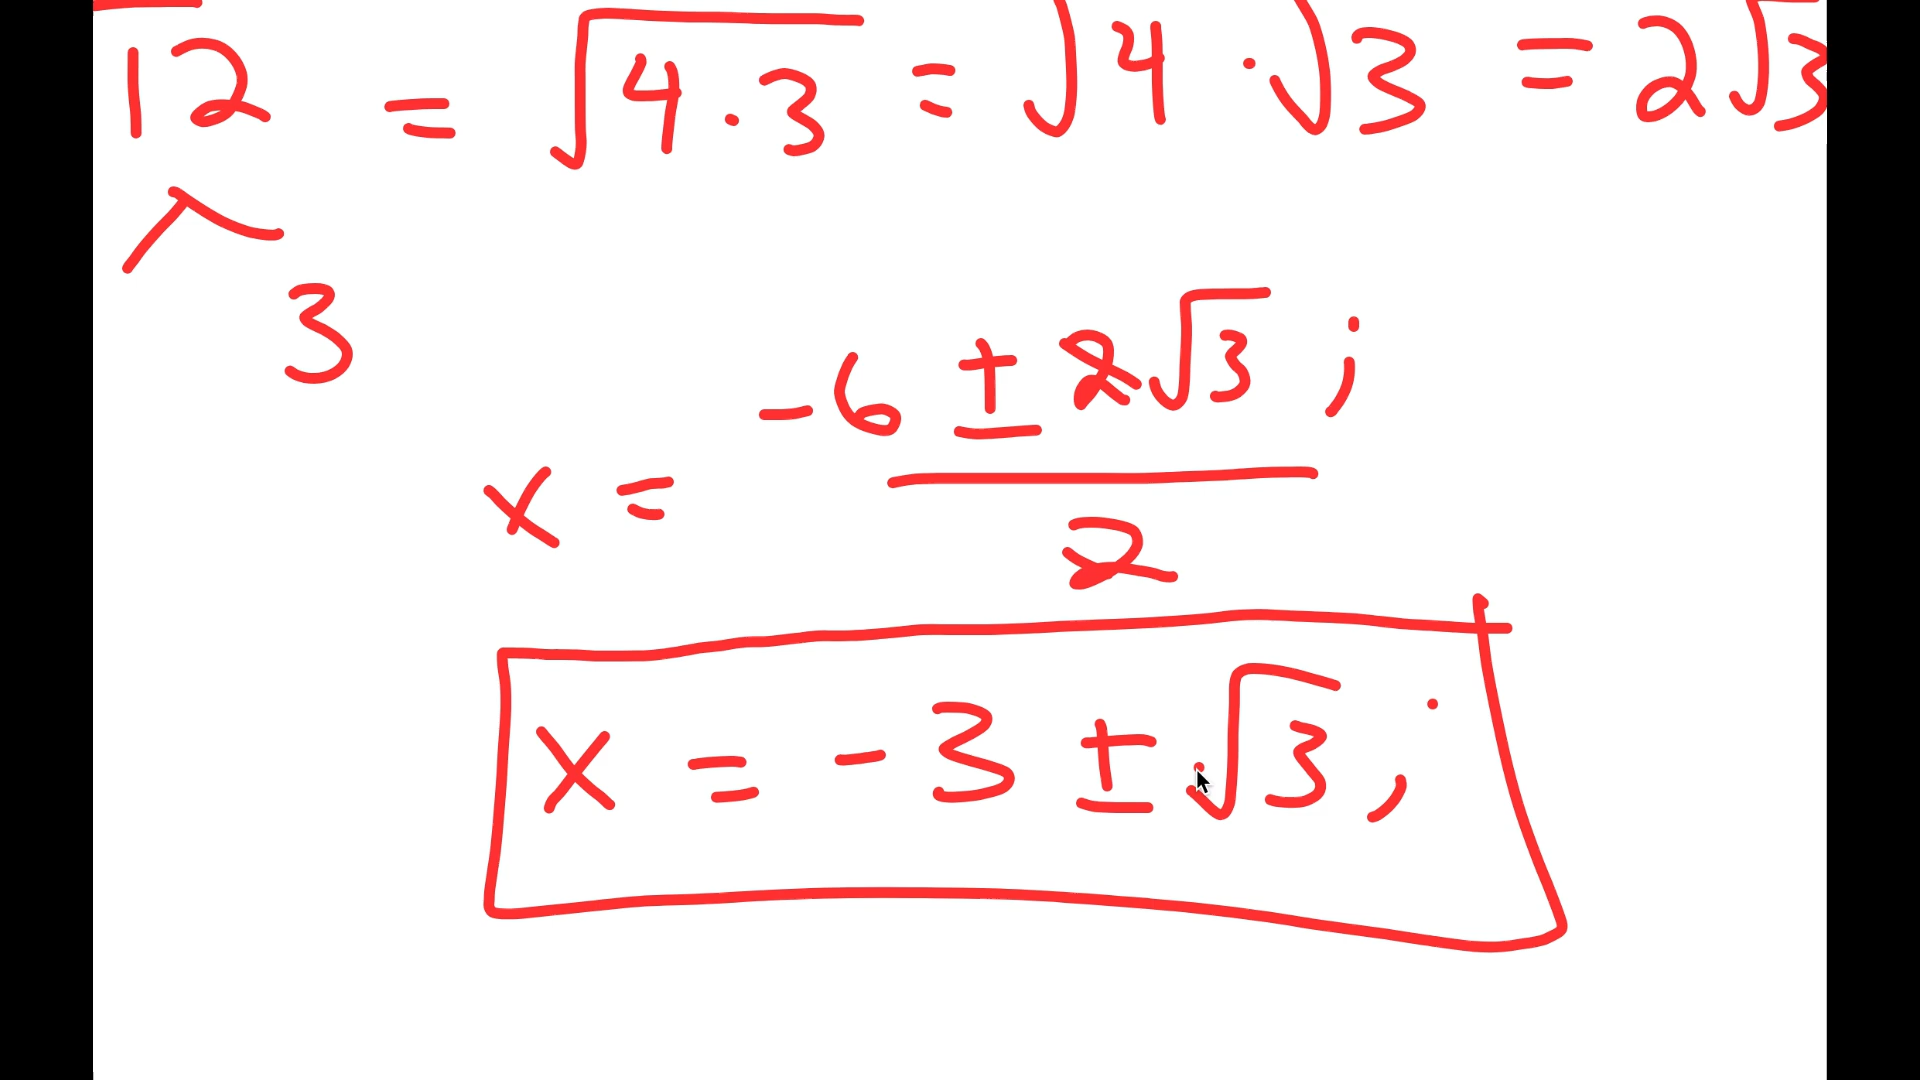 √12 = √4·3 = √4 · √3 = 2√3
3
x = (-6 ± 2√3 i) / 2
x = -3 ± √3 i